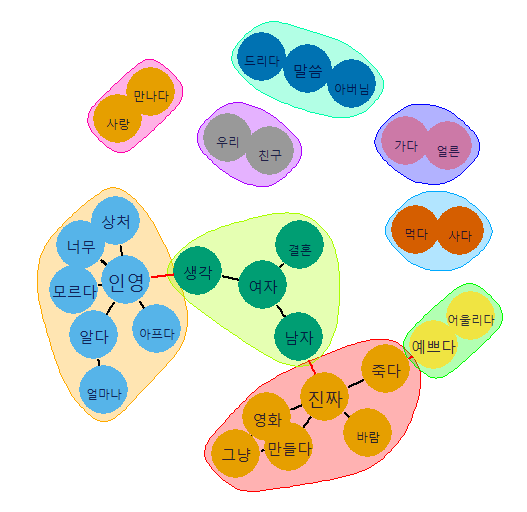 드리다
말씀
아버님
만나다
사랑
우리
친구
가다
얼른
먹다
사다
상처
너무
인영
모르다
알다
아프다
얼마나
생각
결혼
여자
남자
어울리다
예쁘다
죽다
진짜
영화
바람
만들다
그냥